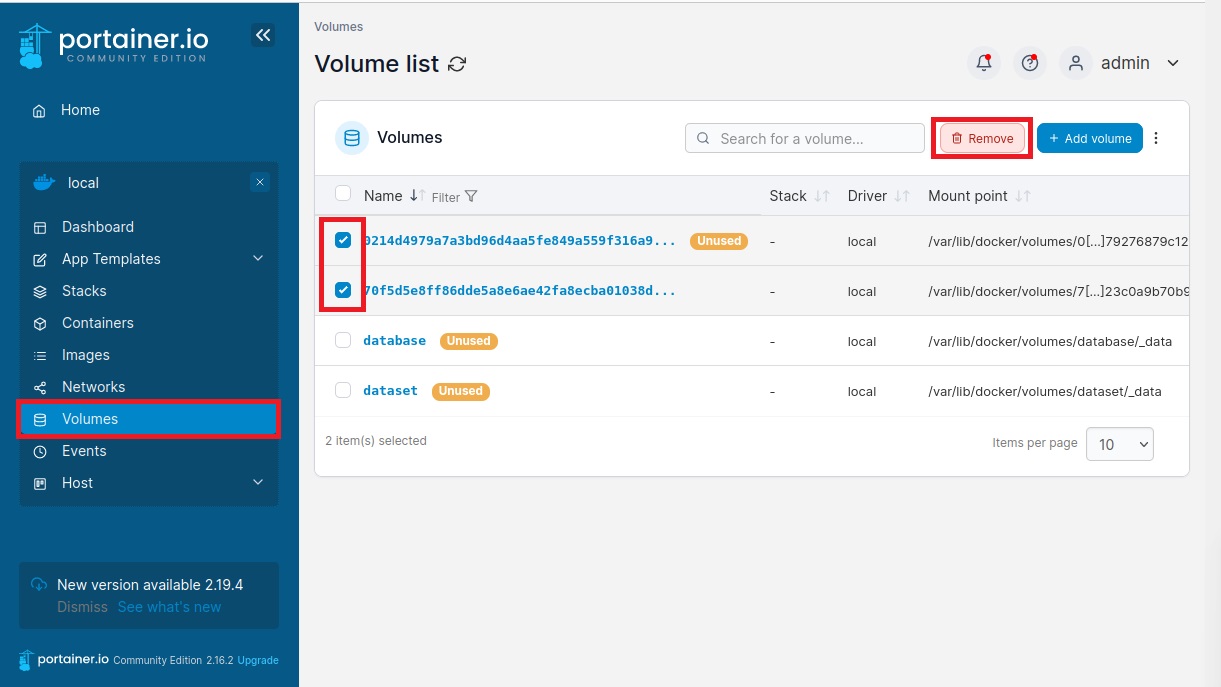 portainer.io
COMMUNITY EDITION
Home
local
Dashboard
App Templates
Stacks
Containers
Images
Networks
Volumes
Events
Host
New version available 2.19.4
Dismiss See what's new
portainer.io Community Edition 2.16.2 Upgrade
Volumes
Volume list
admin
Volumes
Search for a volume...
Remove
+ Add volume
Name Filter Stack Driver Mount point
0214d4979a7a3bd96d4aa5fe849a559f316a9... Unused - local /var/lib/docker/volumes/0[...]79276879c12
70f5d5e8ff86dde5a8e6ae42fa8ecba01038d... - local /var/lib/docker/volumes/7[...]23c0a9b70b9
database Unused - local /var/lib/docker/volumes/database/_data
dataset Unused - local /var/lib/docker/volumes/dataset/_data
2 item(s) selected
Items per page 10